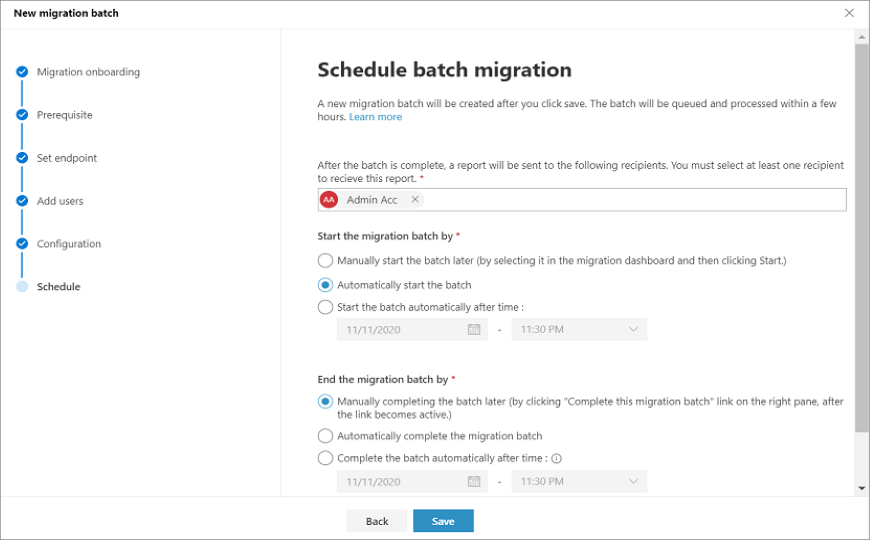 New migration batch
Migration onboarding
Prerequisite
Set endpoint
Add users
Configuration
Schedule
Schedule batch migration
A new migration batch will be created after you click save. The batch will be queued and processed within a few
hours. Learn more
After the batch is complete, a report will be sent to the following recipients. You must select at least one recipient
to recieve this report. *
AA Admin Acc
Start the migration batch by *
Manually start the batch later (by selecting it in the migration dashboard and then clicking Start.)
Automatically start the batch
Start the batch automatically after time :
11/11/2020 - 11:30 PM
End the migration batch by *
Manually completing the batch later (by clicking "Complete this migration batch" link on the right pane, after
the link becomes active.)
Automatically complete the migration batch
Complete the batch automatically after time :
11/11/2020 - 11:30 PM
Back Save